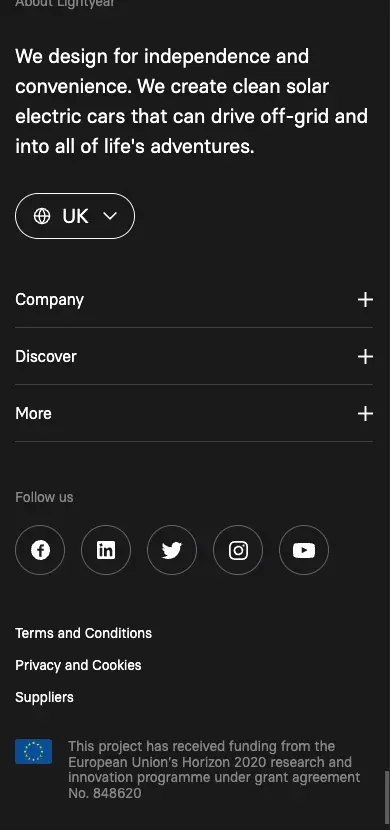 About Lightyear
We design for independence and
convenience. We create clean solar
electric cars that can drive off-grid and
into all of life's adventures.
UK
Company
Discover
More
Follow us
Terms and Conditions
Privacy and Cookies
Suppliers
This project has received funding from the
European Union's Horizon 2020 research and
innovation programme under grant agreement
No. 848620